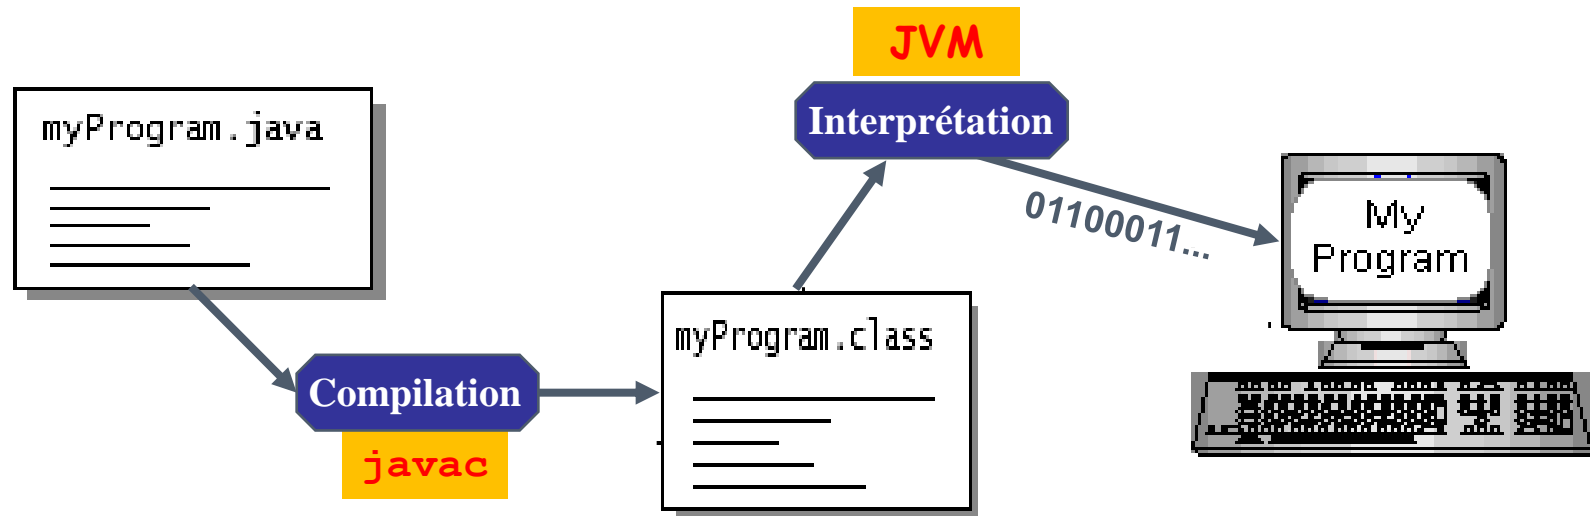 myProgram.java
Compilation
javac
myProgram.class
JVM
Interprétation
01100011...
My
Program